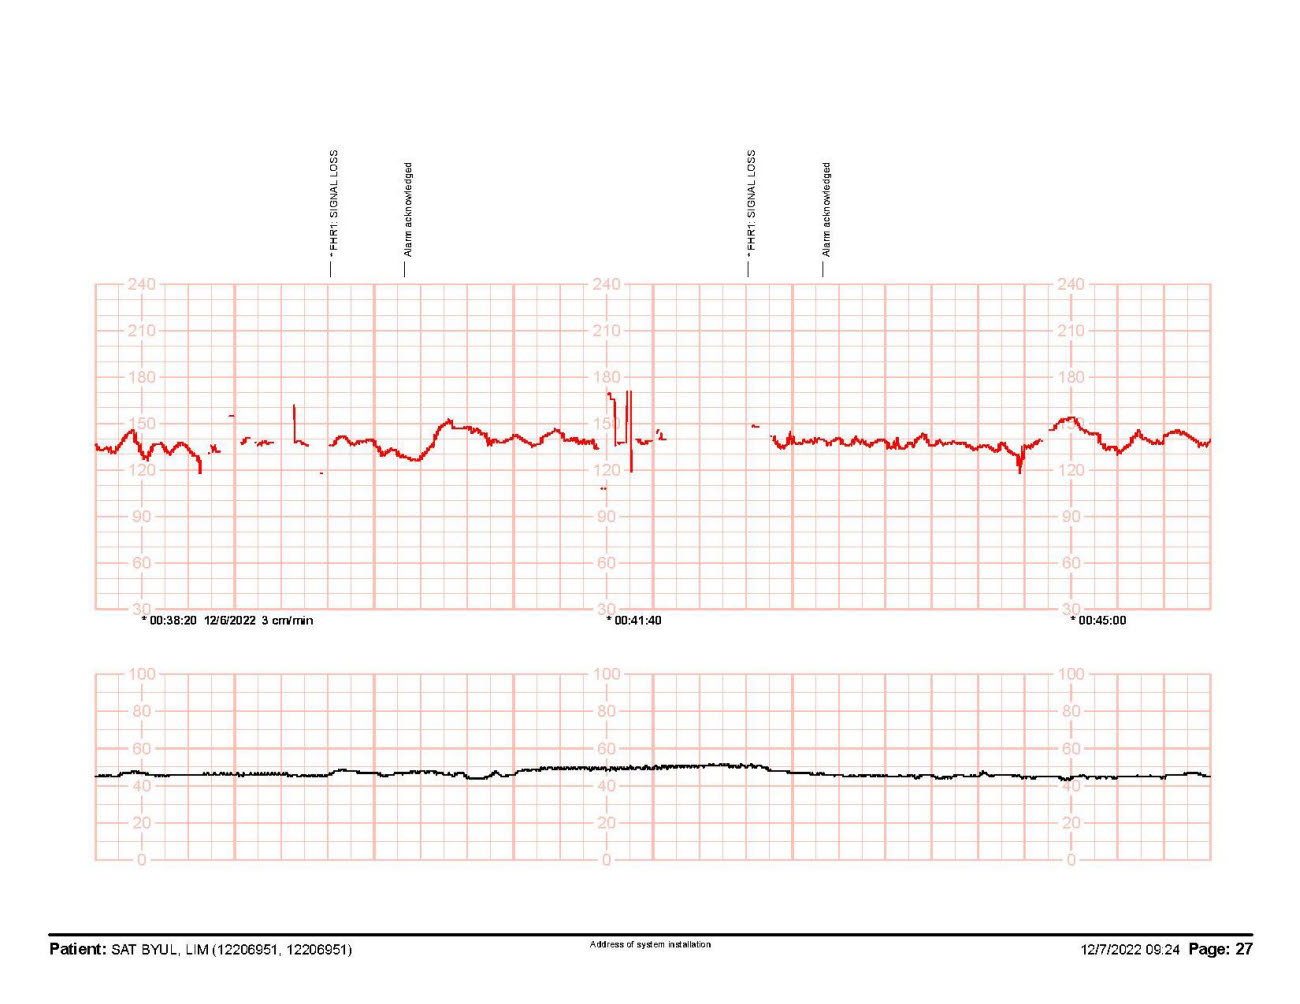 * FHR1: SIGNAL LOSS
Alarm acknowledged
* FHR1: SIGNAL LOSS
Alarm acknowledged
240 240 240
210 210 210
180 180 180
150 150 150
120 120 120
90 90 90
60 60 60
30 30 30
* 00:38:20 12/6/2022 3 cm/min * 00:41:40 * 00:45:00
100 100 100
80 80 80
60 60 60
40 40 40
20 20 20
0 0 0
Patient: SAT BYUL, LIM (12206951, 12206951) Address of system installation 12/7/2022 09:24 Page: 27